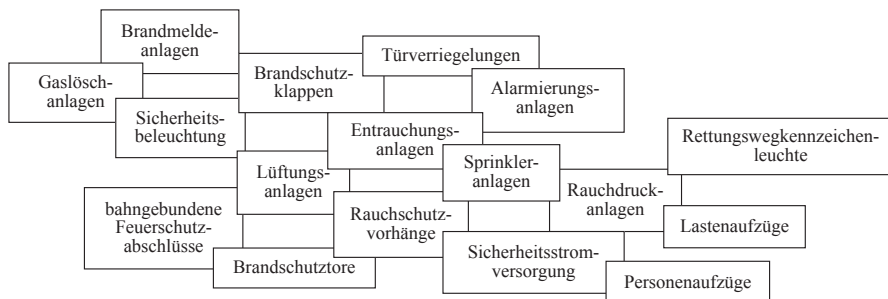 Brandmelde-
anlagen
Türverriegelungen
Gaslösch-
anlagen
Brandschutz-
klappen
Alarmierungs-
anlagen
Sicherheits-
beleuchtung
Entrauchungs-
anlagen
Rettungswegkennzeichen-
leuchte
Lüftungs-
anlagen
Sprinkler-
anlagen
Rauchdruck-
anlagen
bahngebundene
Feuerschutz-
abschlüsse
Rauchschutz-
vorhänge
Lastenaufzüge
Brandschutztore
Sicherheitsstrom-
versorgung
Personenaufzüge